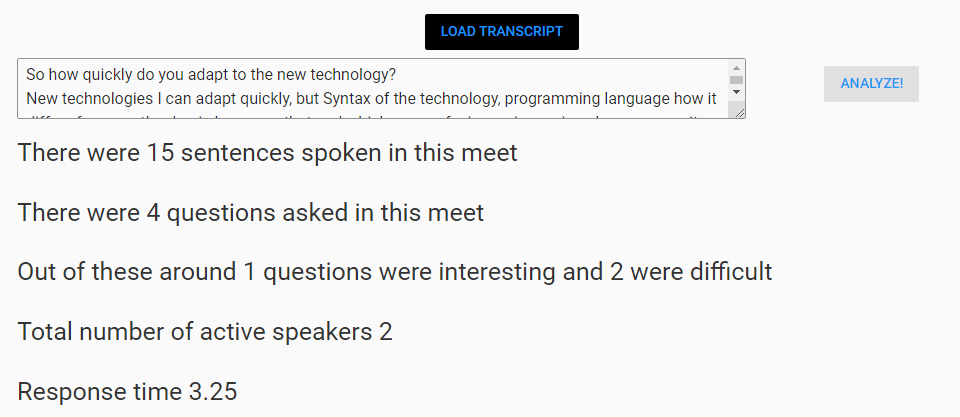 LOAD TRANSCRIPT
So how quickly do you adapt to the new technology?
New technologies I can adapt quickly, but Syntax of the technology, programming language how it
ANALYZE!
There were 15 sentences spoken in this meet
There were 4 questions asked in this meet
Out of these around 1 questions were interesting and 2 were difficult
Total number of active speakers 2
Response time 3.25